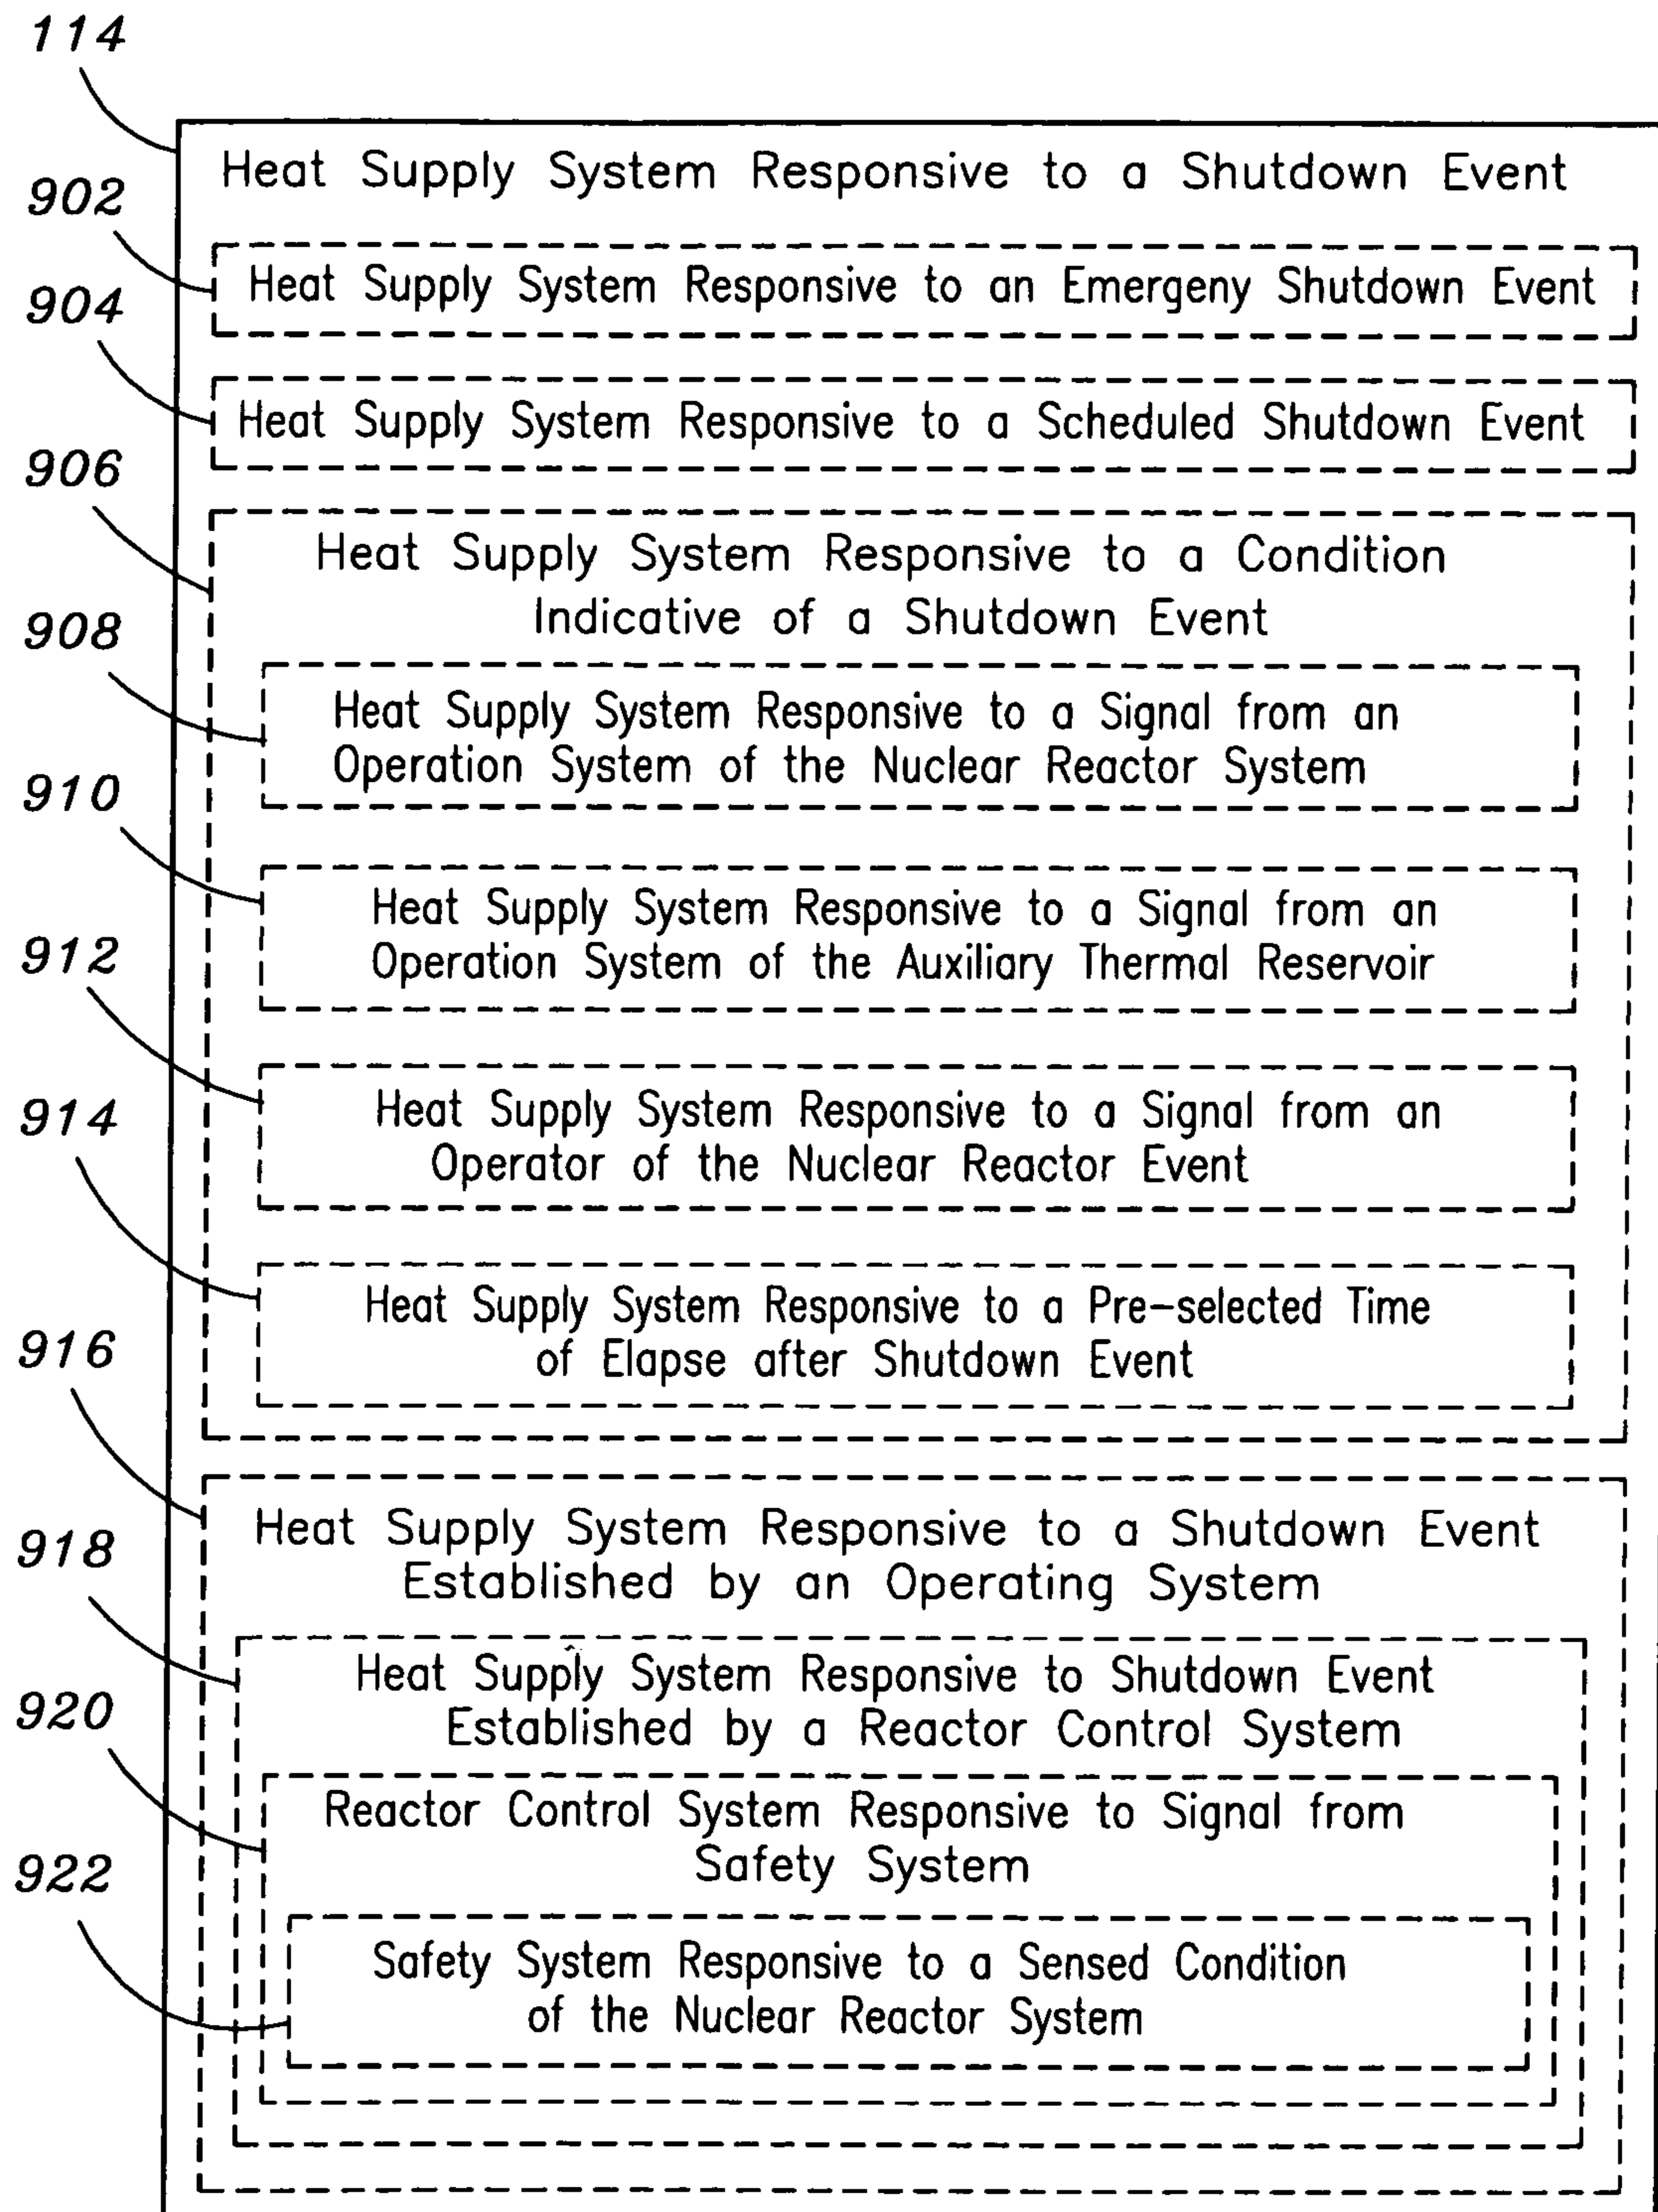 114
Heat Supply System Responsive to a Shutdown Event
902
Heat Supply System Responsive to an Emergeny Shutdown Event
904
Heat Supply System Responsive to a Scheduled Shutdown Event
906
Heat Supply System Responsive to a Condition
Indicative of a Shutdown Event
908
Heat Supply System Responsive to a Signal from an
Operation System of the Nuclear Reactor System
910
Heat Supply System Responsive to a Signal from an
Operation System of the Auxiliary Thermal Reservoir
912
Heat Supply System Responsive to a Signal from an
Operator of the Nuclear Reactor Event
914
Heat Supply System Responsive to a Pre-selected Time
of Elapse after Shutdown Event
916
Heat Supply System Responsive to a Shutdown Event
Established by an Operating System
918
Heat Supply System Responsive to Shutdown Event
Established by a Reactor Control System
920
Reactor Control System Responsive to Signal from
Safety System
922
Safety System Responsive to a Sensed Condition
of the Nuclear Reactor System